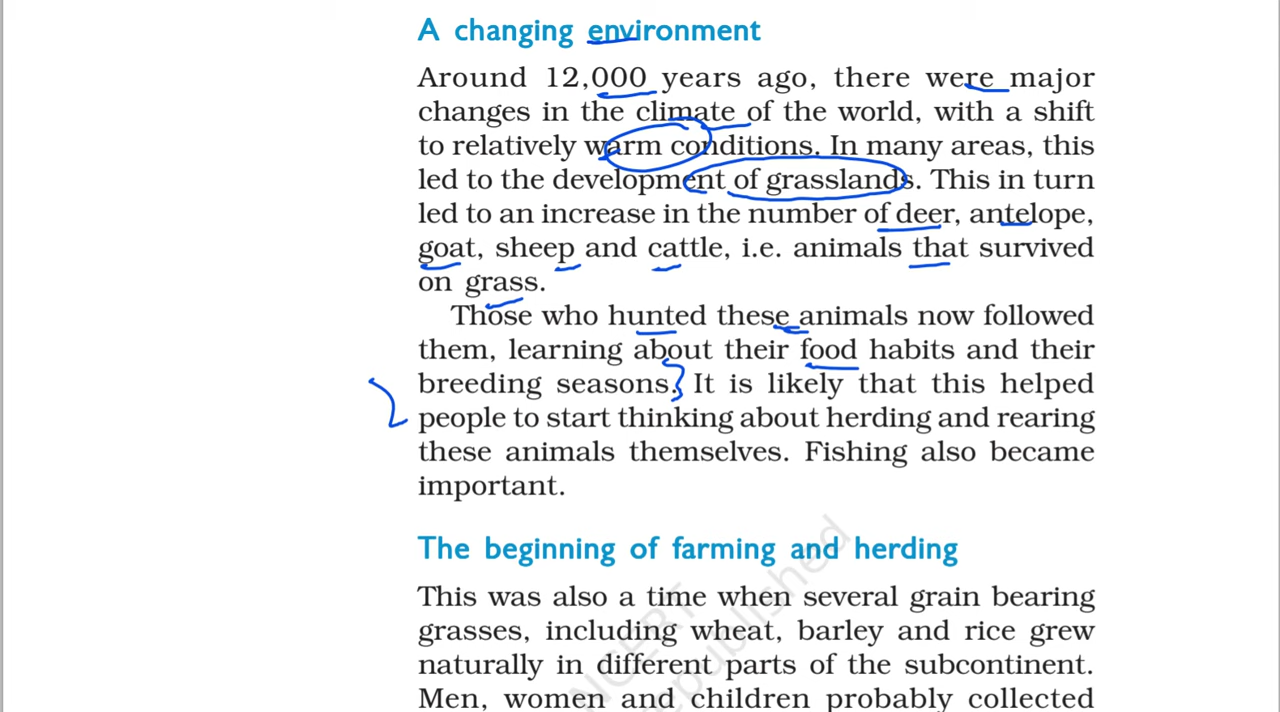 A changing environment
Around 12,000 years ago, there were major
changes in the climate of the world, with a shift
to relatively warm conditions. In many areas, this
led to the development of grasslands. This in turn
led to an increase in the number of deer, antelope,
goat, sheep and cattle, i.e. animals that survived
on grass.
Those who hunted these animals now followed
them, learning about their food habits and their
breeding seasons. It is likely that this helped
people to start thinking about herding and rearing
these animals themselves. Fishing also became
important.
The beginning of farming and herding
This was also a time when several grain bearing
grasses, including wheat, barley and rice grew
naturally in different parts of the subcontinent.
Men, women and children probably collected
NCERT
republished